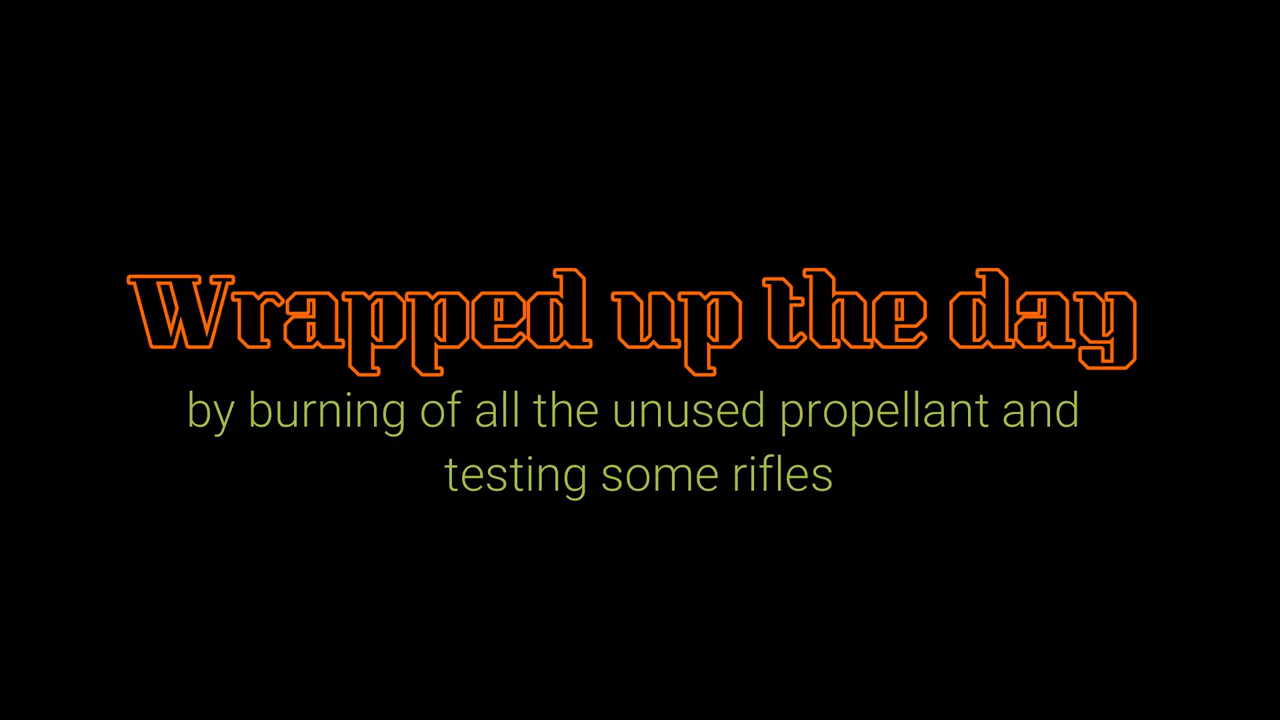 Wrapped up the day
by burning of all the unused propellant and
testing some rifles